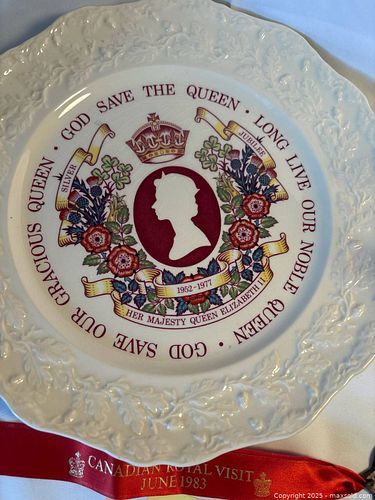 GOD SAVE THE QUEEN · LONG LIVE OUR NOBLE QUEEN · GOD SAVE OUR GRACIOUS QUEEN ·
SILVER
JUBILEE
1952-1977
HER MAJESTY QUEEN ELIZABETH II
CANADIAN ROYAL VISIT
JUNE 1983
Copyright 2025 - maxsold.com